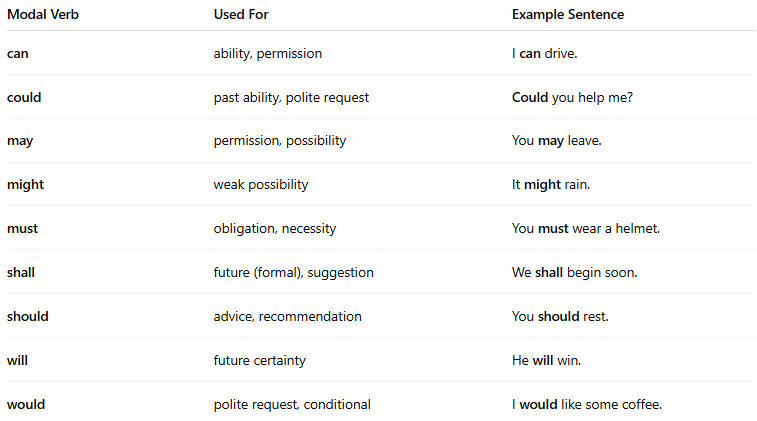 Modal Verb Used For Example Sentence
can ability, permission I can drive.
could past ability, polite request Could you help me?
may permission, possibility You may leave.
might weak possibility It might rain.
must obligation, necessity You must wear a helmet.
shall future (formal), suggestion We shall begin soon.
should advice, recommendation You should rest.
will future certainty He will win.
would polite request, conditional I would like some coffee.